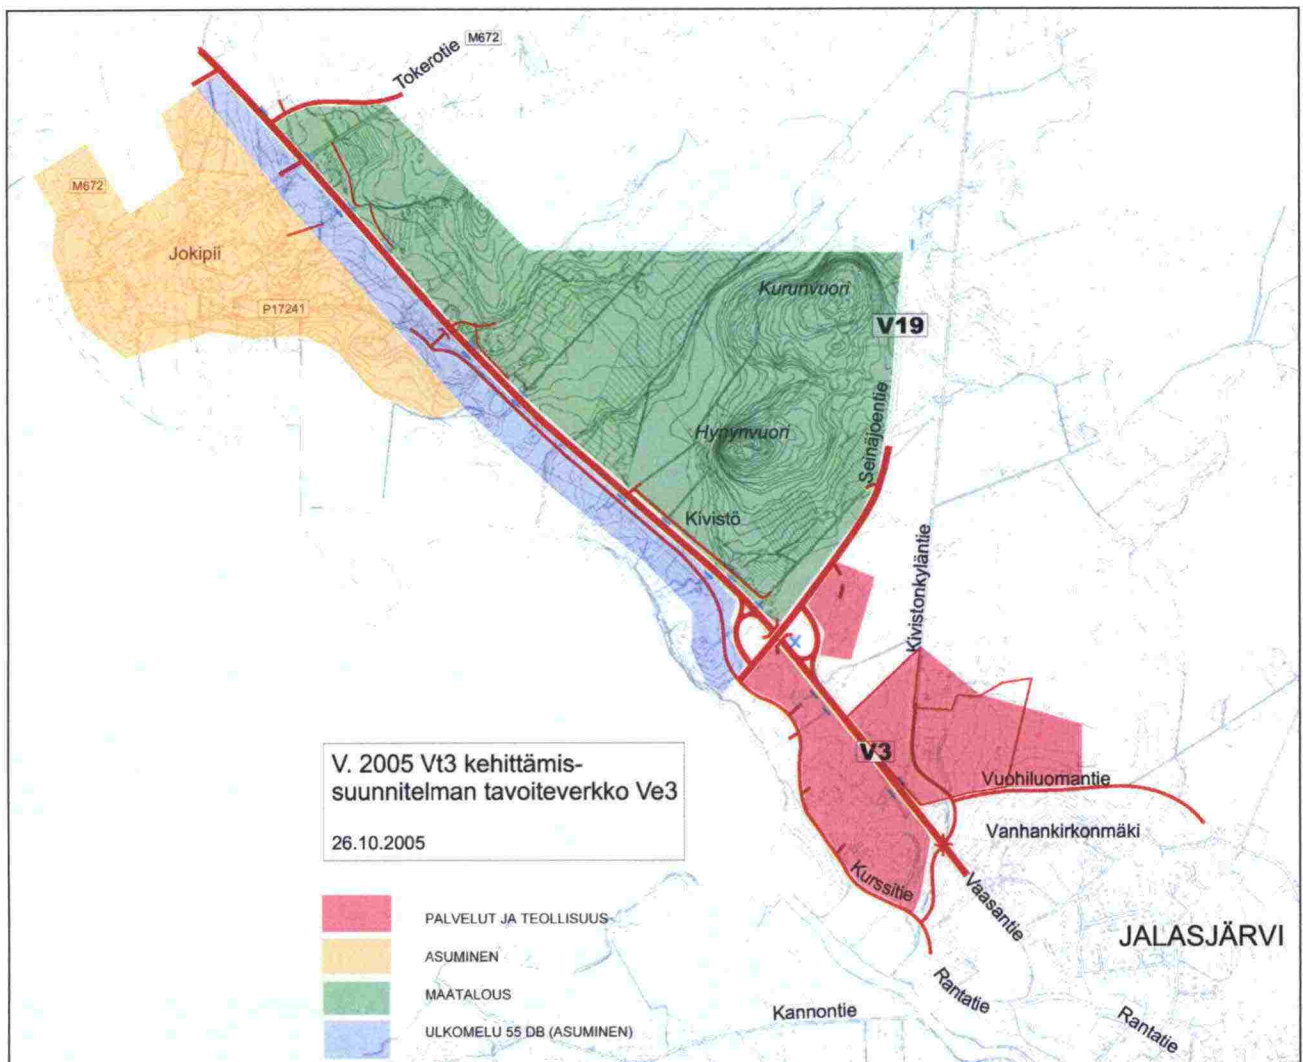 M672
Tokerotie
M672
Jokipii
P17241
Kurunvuori
V19
Seinäjoentie
Hynynvuori
Kivistö
Kivistonkyläntie
V3
Vuohiluomantie
Vanhankirkonmäki
Kurssitie
Vaasantie
JALASJÄRVI
Rantatie
Rantatie
Kannontie
V. 2005 Vt3 kehittämis-
suunnitelman tavoiteverkko Ve3
26.10.2005
PALVELUT JA TEOLLISUUS
ASUMINEN
MAATALOUS
ULKOMELU 55 DB (ASUMINEN)